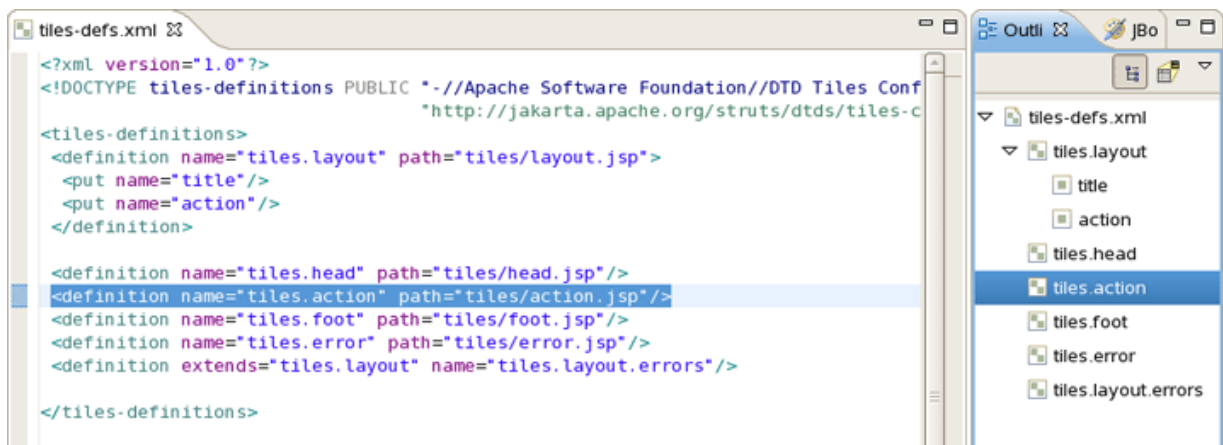 tiles-defs.xml
<?xml version="1.0"?>
<!DOCTYPE tiles-definitions PUBLIC "-//Apache Software Foundation//DTD Tiles Conf
"http://jakarta.apache.org/struts/dtds/tiles-c
<tiles-definitions>
<definition name="tiles.layout" path="tiles/layout.jsp">
<put name="title"/>
<put name="action"/>
</definition>
<definition name="tiles.head" path="tiles/head.jsp"/>
<definition name="tiles.action" path="tiles/action.jsp"/>
<definition name="tiles.foot" path="tiles/foot.jsp"/>
<definition name="tiles.error" path="tiles/error.jsp"/>
<definition extends="tiles.layout" name="tiles.layout.errors"/>
</tiles-definitions>
Outli JBo
tiles-defs.xml
tiles.layout
title
action
tiles.head
tiles.action
tiles.foot
tiles.error
tiles.layout.errors